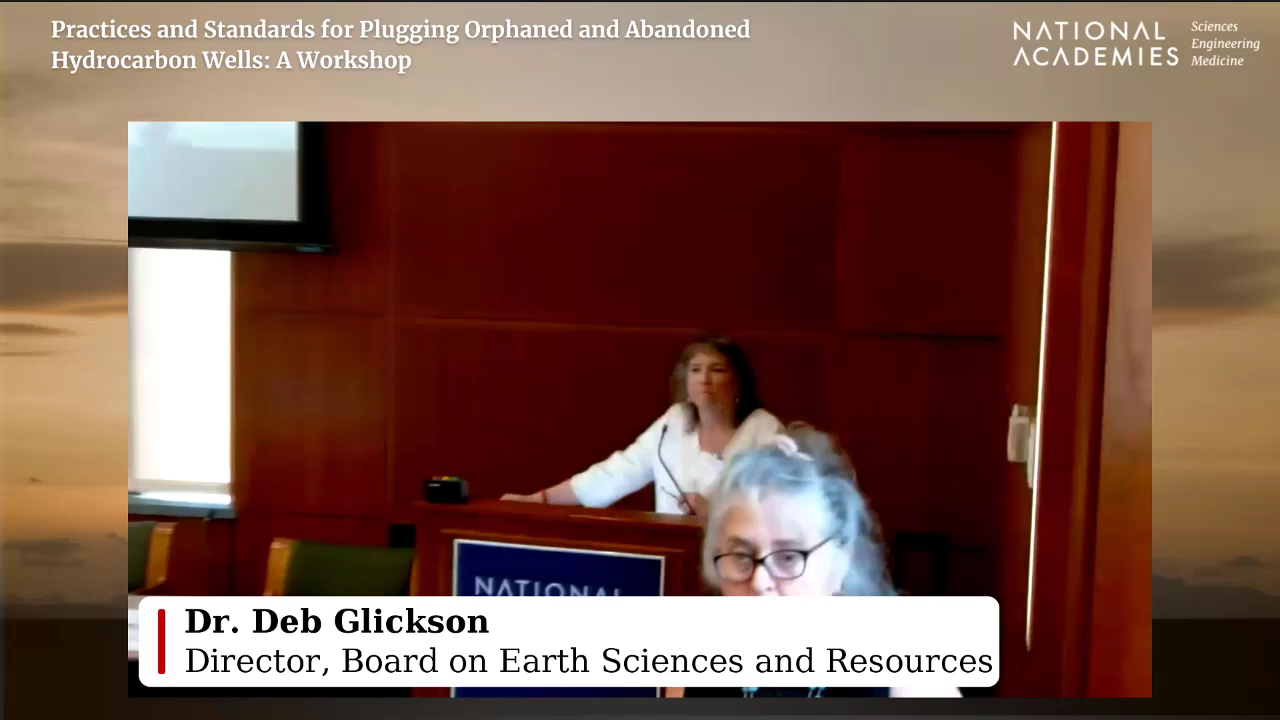 Practices and Standards for Plugging Orphaned and Abandoned
Hydrocarbon Wells: A Workshop
NATIONAL
ACADEMIES
Sciences
Engineering
Medicine
NATIONAL
Dr. Deb Glickson
Director, Board on Earth Sciences and Resources